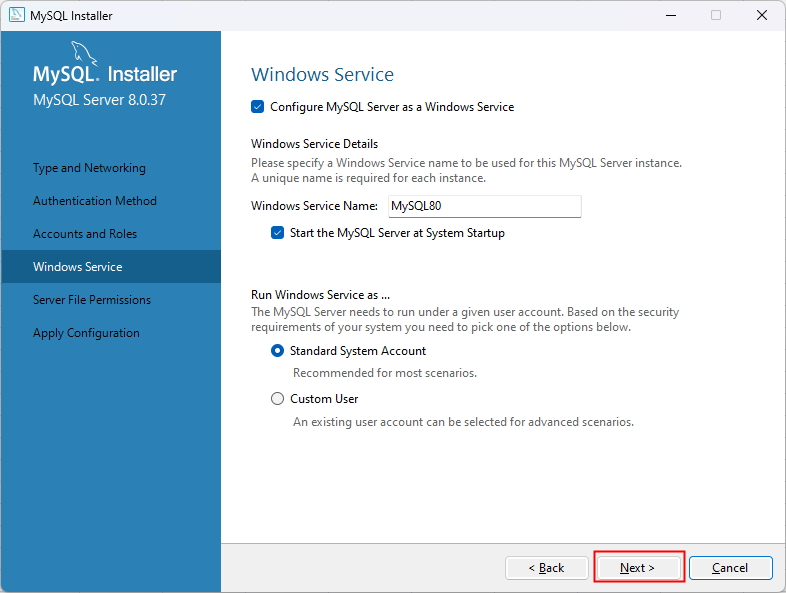 MySQL Installer
MySQL. Installer
MySQL Server 8.0.37
Type and Networking
Authentication Method
Accounts and Roles
Windows Service
Server File Permissions
Apply Configuration
Windows Service
Configure MySQL Server as a Windows Service
Windows Service Details
Please specify a Windows Service name to be used for this MySQL Server instance.
A unique name is required for each instance.
Windows Service Name: MySQL80
Start the MySQL Server at System Startup
Run Windows Service as ...
The MySQL Server needs to run under a given user account. Based on the security
requirements of your system you need to pick one of the options below.
Standard System Account
Recommended for most scenarios.
Custom User
An existing user account can be selected for advanced scenarios.
< Back Next > Cancel